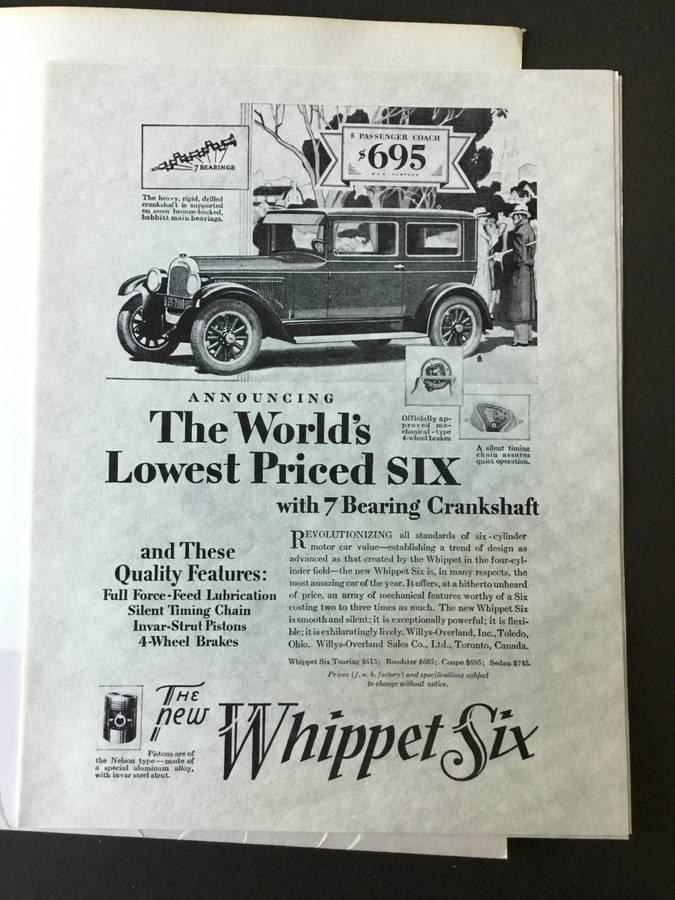 5 PASSENGER COACH
$695
7 BEARINGS
The heavy, rigid, drilled
crankshaft is supported
on seven bronze-backed,
babbitt main bearings.
ANNOUNCING
The World's
Lowest Priced SIX
with 7 Bearing Crankshaft
Officially ap-
proved me-
chanical-type
4-wheel brakes
A silent timing
chain assures
quiet operation.
and These
Quality Features:
Full Force-Feed Lubrication
Silent Timing Chain
Invar-Strut Pistons
4-Wheel Brakes
REVOLUTIONIZING all standards of six-cylinder
motor car value—establishing a trend of design as
advanced as that created by the Whippet in the four-cyl-
inder field—the new Whippet Six is, in many respects, the
most amazing car of the year. It offers, at a hitherto unheard
of price, an array of mechanical features worthy of a Six
costing two to three times as much. The new Whippet Six
is smooth and silent; it is exceptionally powerful; it is flexi-
ble; it is exhilaratingly lively. Willys-Overland, Inc., Toledo,
Ohio. Willys-Overland Sales Co., Ltd., Toronto, Canada.
Whippet Six Touring $615; Roadster $685; Coupe $695; Sedan $745.
Prices (f. o. b. factory) and specifications subject
to change without notice.
THE
new
Whippet Six
Pistons are of
the Nelson type—made of
a special aluminum alloy,
with invar steel strut.